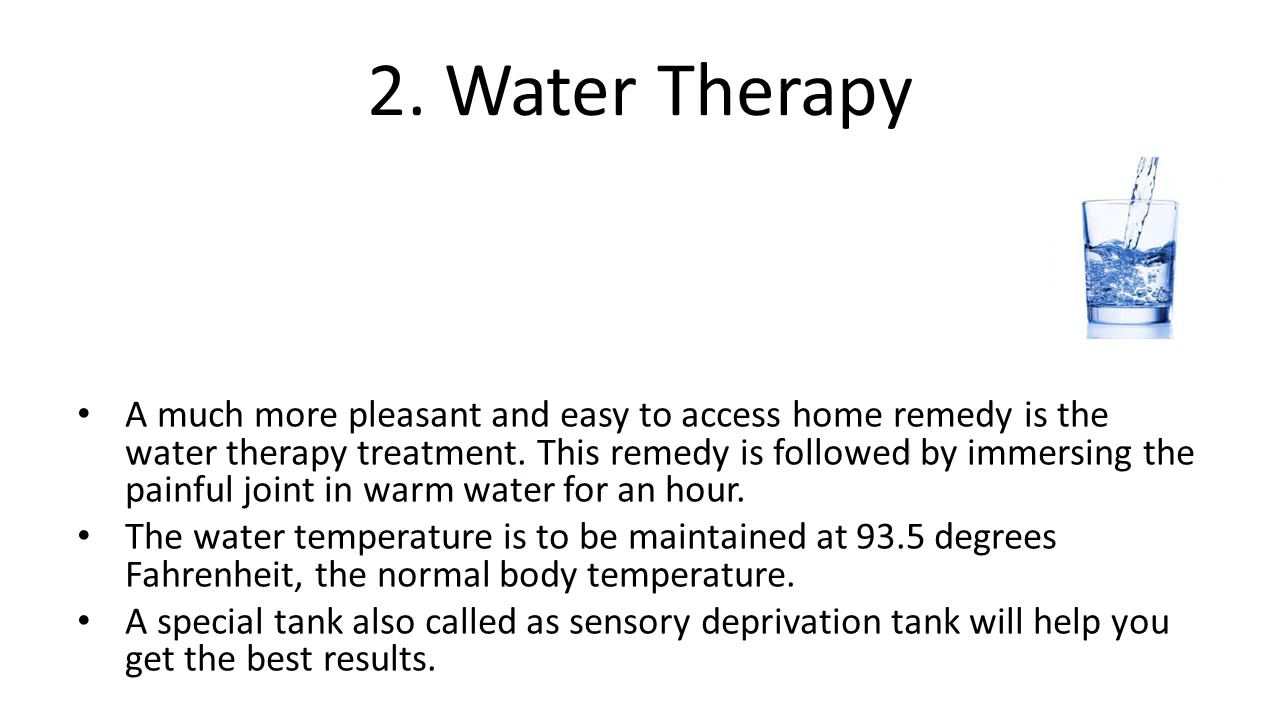 2. Water Therapy
• A much more pleasant and easy to access home remedy is the
water therapy treatment. This remedy is followed by immersing the
painful joint in warm water for an hour.
• The water temperature is to be maintained at 93.5 degrees
Fahrenheit, the normal body temperature.
• A special tank also called as sensory deprivation tank will help you
get the best results.